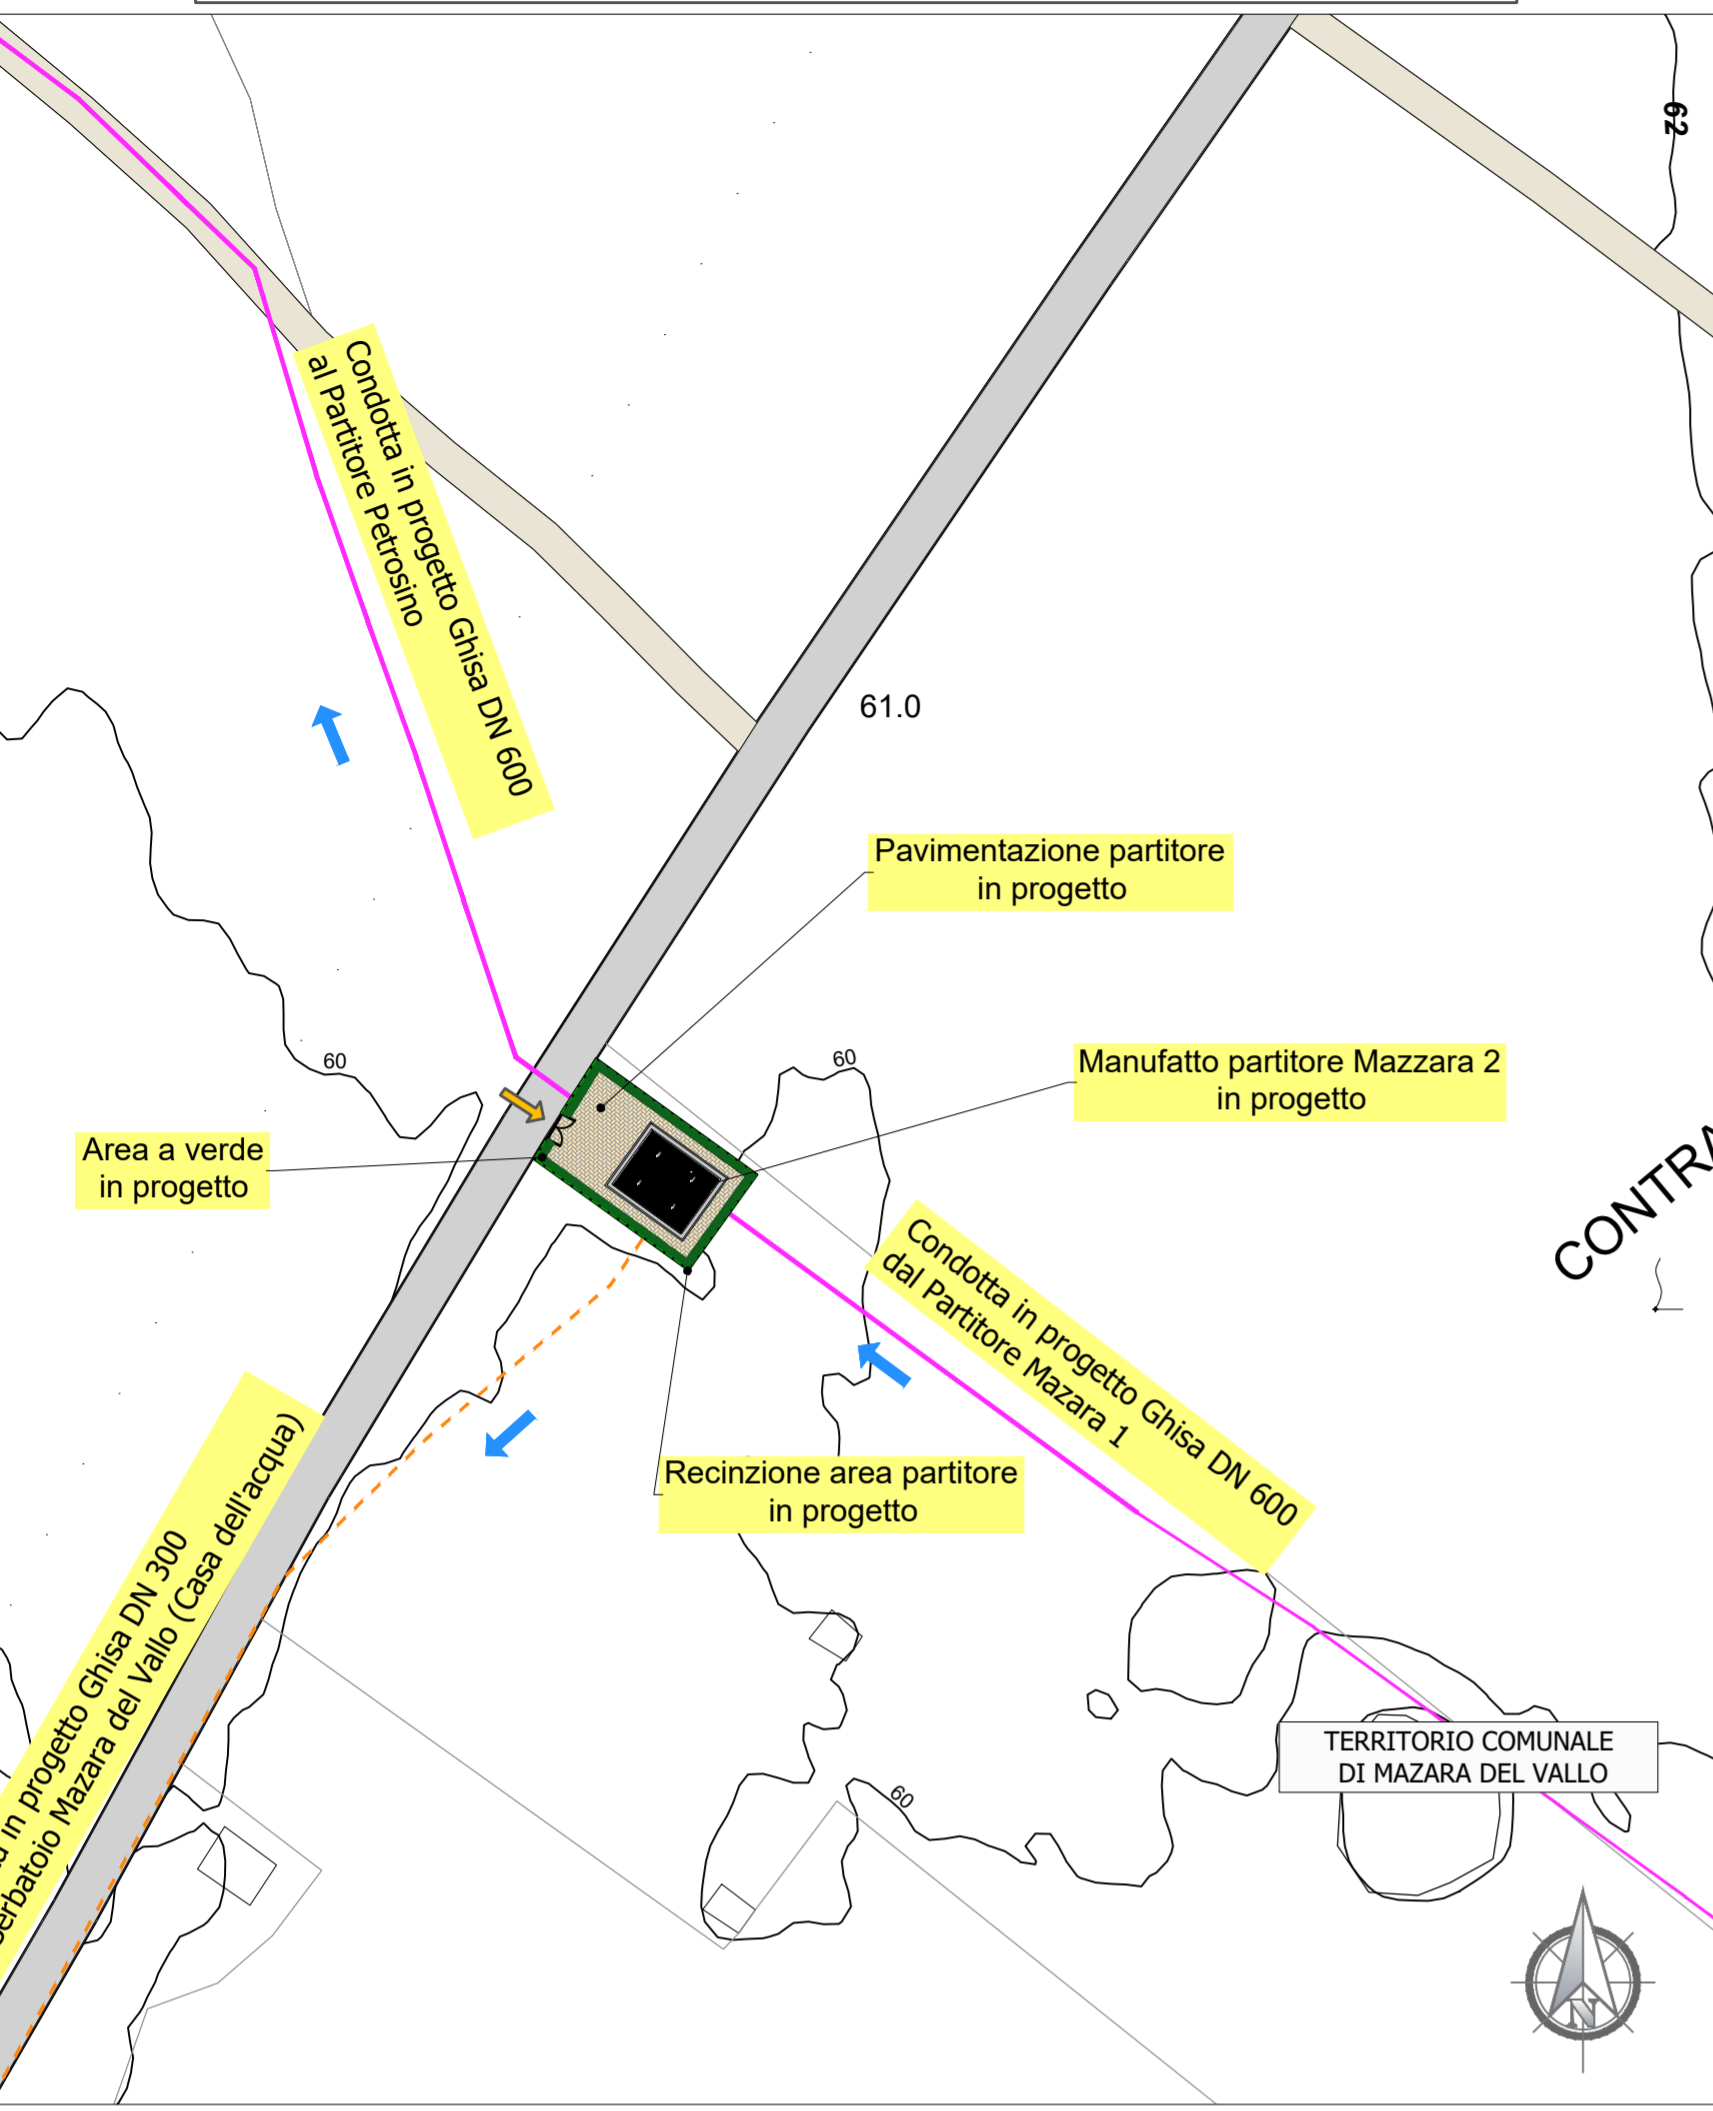 62
Condotta in progetto Ghisa DN 600
al Partitore Petrosino
61.0
Pavimentazione partitore
in progetto
60
60
Manufatto partitore Mazzara 2
in progetto
Area a verde
in progetto
CONTRA
Condotta in progetto Ghisa DN 600
dal Partitore Mazara 1
Recinzione area partitore
in progetto
in progetto Ghisa DN 300
Mazara del Vallo (Casa dell'acqua)
TERRITORIO COMUNALE
DI MAZARA DEL VALLO
60
N